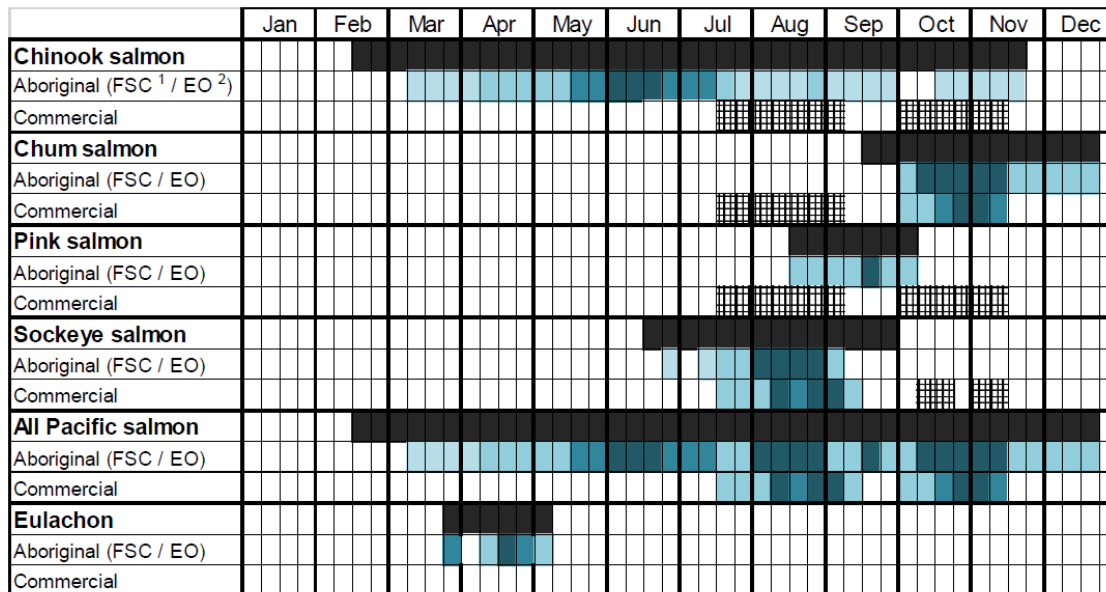 Jan Feb Mar Apr May Jun Jul Aug Sep Oct Nov Dec
Chinook salmon
Aboriginal (FSC ¹ / EO ²)
Commercial
Chum salmon
Aboriginal (FSC / EO)
Commercial
Pink salmon
Aboriginal (FSC / EO)
Commercial
Sockeye salmon
Aboriginal (FSC / EO)
Commercial
All Pacific salmon
Aboriginal (FSC / EO)
Commercial
Eulachon
Aboriginal (FSC / EO)
Commercial